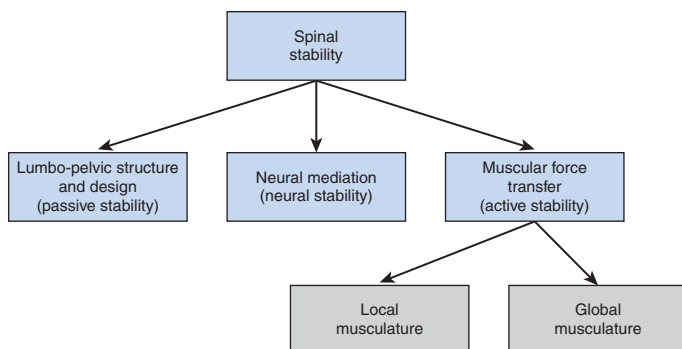 Spinal
stability
Lumbo-pelvic structure
and design
(passive stability)
Neural mediation
(neural stability)
Muscular force
transfer
(active stability)
Local
musculature
Global
musculature